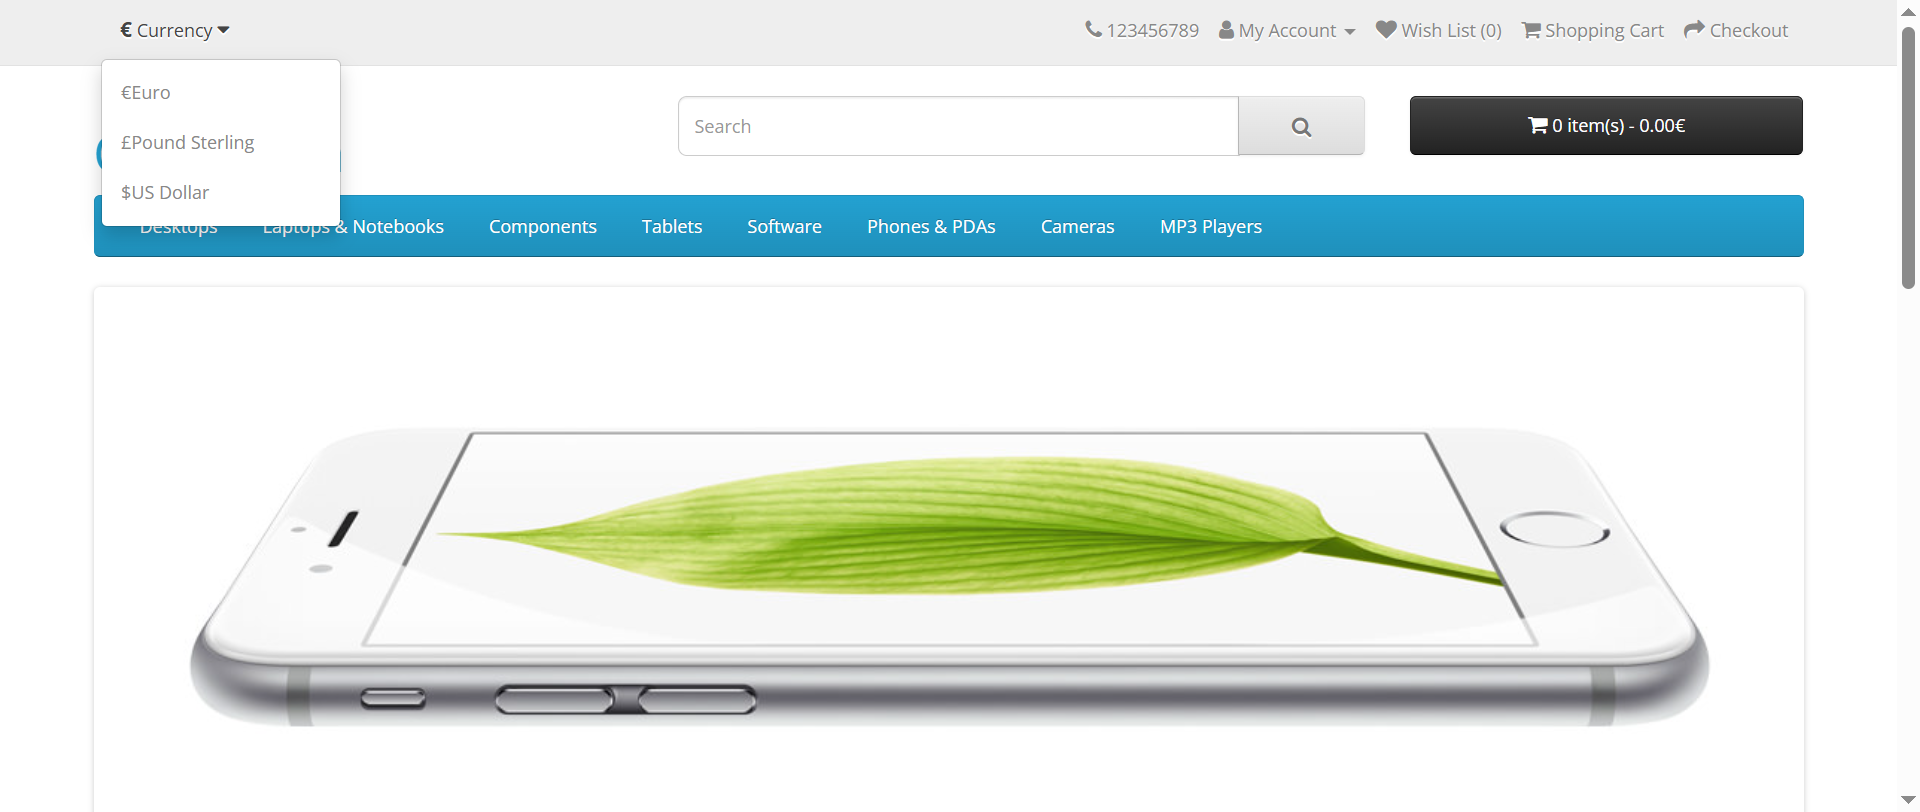 € Currency
123456789
My Account
Wish List (0)
Shopping Cart
Checkout
€Euro
£Pound Sterling
$US Dollar
Search
0 item(s) - 0.00€
Desktops
Laptops & Notebooks
Components
Tablets
Software
Phones & PDAs
Cameras
MP3 Players